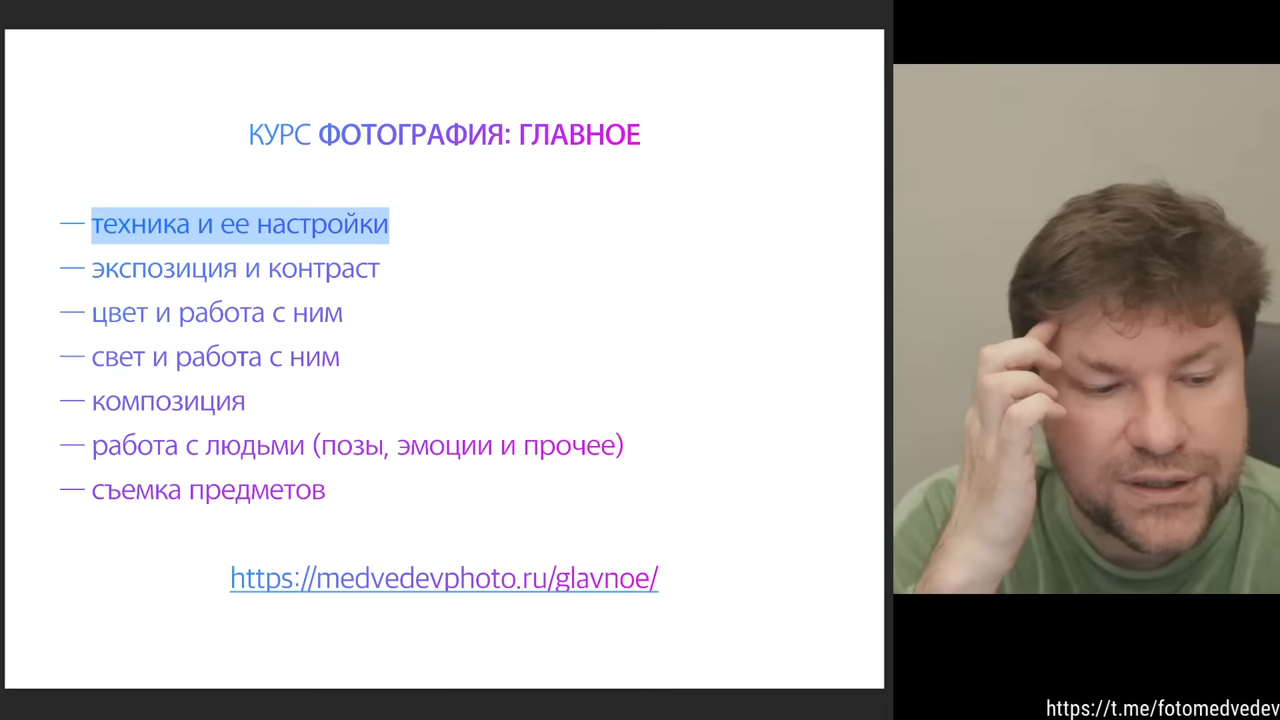 КУРС ФОТОГРАФИЯ: ГЛАВНОЕ
— техника и ее настройки
— экспозиция и контраст
— цвет и работа с ним
— свет и работа с ним
— композиция
— работа с людьми (позы, эмоции и прочее)
— съемка предметов
https://medvedevphoto.ru/glavnoe/
https://t.me/fotomedvedev